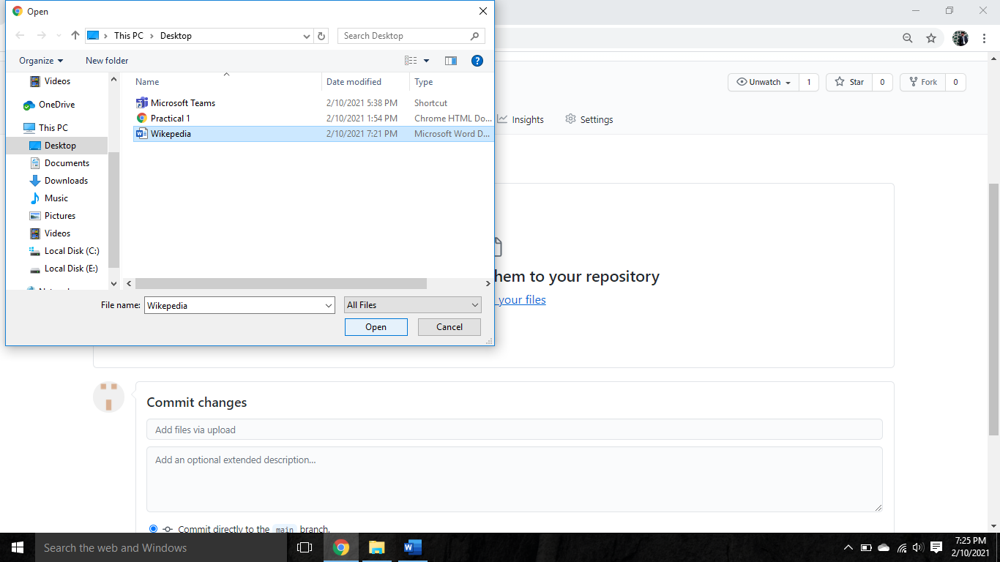 Open
This PC
Desktop
Search Desktop
Organize
New folder
Name
Date modified
Type
Videos
OneDrive
This PC
Desktop
Documents
Downloads
Music
Pictures
Videos
Local Disk (C:)
Local Disk (E:)
Microsoft Teams 2/10/2021 5:38 PM Shortcut
Practical 1 2/10/2021 1:54 PM Chrome HTML Do...
Wikepedia 2/10/2021 7:21 PM Microsoft Word D...
File name: Wikepedia
All Files
Open
Cancel
Unwatch 1
Star 0
Fork 0
Insights
Settings
hem to your repository
your files
Commit changes
Add files via upload
Add an optional extended description...
Commit directly to the main branch.
Search the web and Windows
7:25 PM
2/10/2021